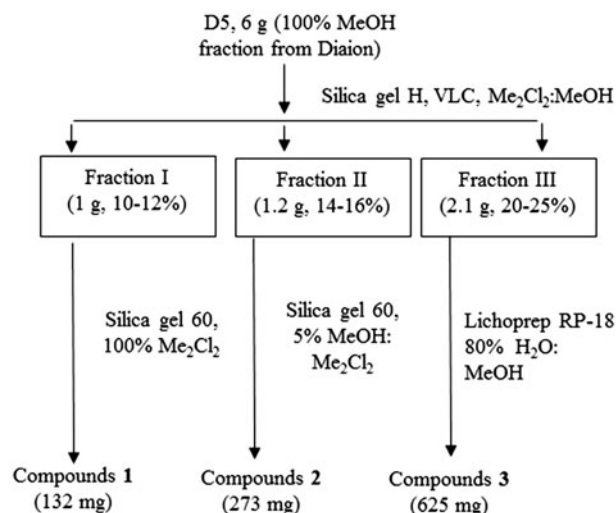 D5, 6 g (100% MeOH
fraction from Diaion)
Silica gel H, VLC, Me₂Cl₂:MeOH
Fraction I
(1 g, 10-12%)
Fraction II
(1.2 g, 14-16%)
Fraction III
(2.1 g, 20-25%)
Silica gel 60,
100% Me₂Cl₂
Silica gel 60,
5% MeOH:
Me₂Cl₂
Lichoprep RP-18
80% H₂O:
MeOH
Compounds 1
(132 mg)
Compounds 2
(273 mg)
Compounds 3
(625 mg)